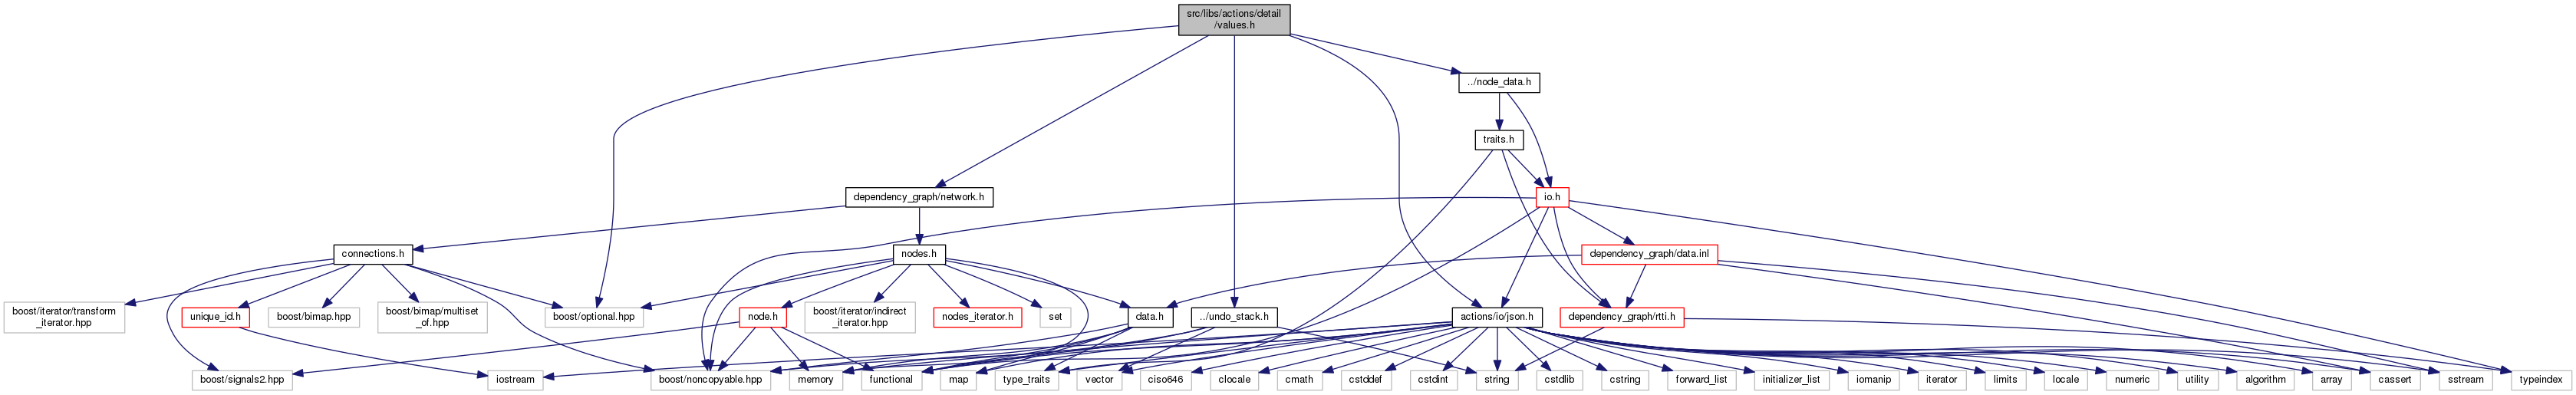 src/libs/actions/detail
/values.h
../node_data.h
traits.h
dependency_graph/network.h
io.h
connections.h
nodes.h
dependency_graph/data.inl
boost/iterator/transform
_iterator.hpp
unique_id.h
boost/bimap.hpp
boost/bimap/multiset
_of.hpp
boost/optional.hpp
node.h
boost/iterator/indirect
_iterator.hpp
nodes_iterator.h
set
data.h
../undo_stack.h
actions/io/json.h
dependency_graph/rtti.h
boost/signals2.hpp
iostream
boost/noncopyable.hpp
memory
functional
map
type_traits
vector
ciso646
clocale
cmath
cstddef
cstdint
string
cstdlib
cstring
forward_list
initializer_list
iomanip
iterator
limits
locale
numeric
utility
algorithm
array
cassert
sstream
typeindex